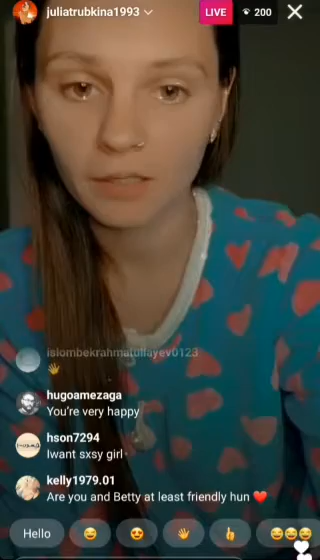 juliatrubkina1993
LIVE
200
islombekrahmatullayev0123
👋
hugoamezaga
You're very happy
hson7294
Iwant sxsy girl
kelly1979.01
Are you and Betty at least friendly hun ❤️
Hello